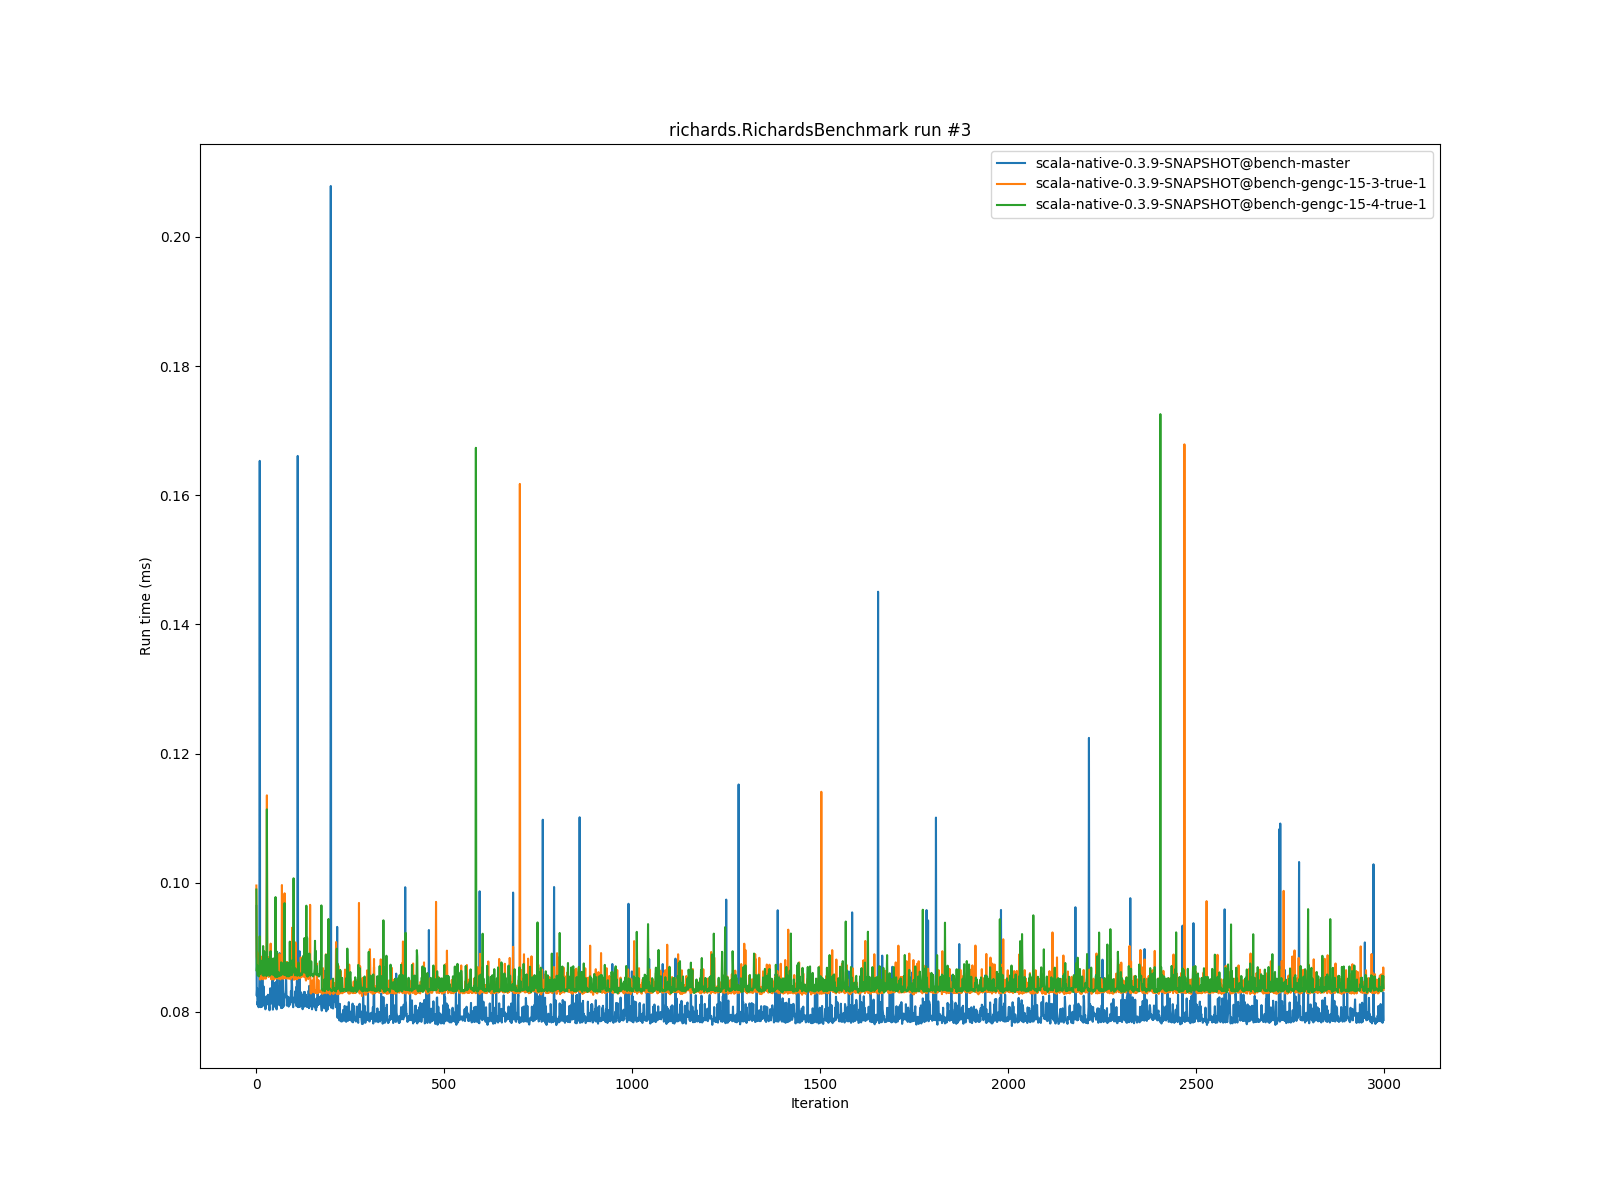 richards.RichardsBenchmark run #3
scala-native-0.3.9-SNAPSHOT@bench-master
scala-native-0.3.9-SNAPSHOT@bench-gengc-15-3-true-1
scala-native-0.3.9-SNAPSHOT@bench-gengc-15-4-true-1
0.20
0.18
0.16
0.14
0.12
0.10
0.08
Run time (ms)
0 500 1000 1500 2000 2500 3000
Iteration